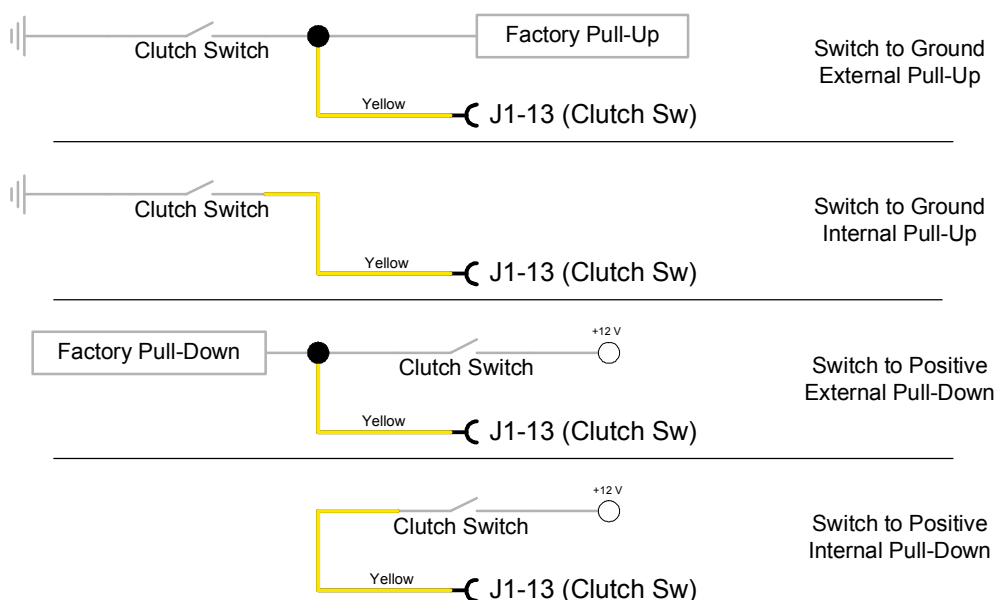 Clutch Switch
Factory Pull-Up
Switch to Ground
External Pull-Up
Yellow
J1-13 (Clutch Sw)
Clutch Switch
Switch to Ground
Internal Pull-Up
Yellow
J1-13 (Clutch Sw)
Factory Pull-Down
+12 V
Clutch Switch
Switch to Positive
External Pull-Down
Yellow
J1-13 (Clutch Sw)
+12 V
Clutch Switch
Switch to Positive
Internal Pull-Down
Yellow
J1-13 (Clutch Sw)